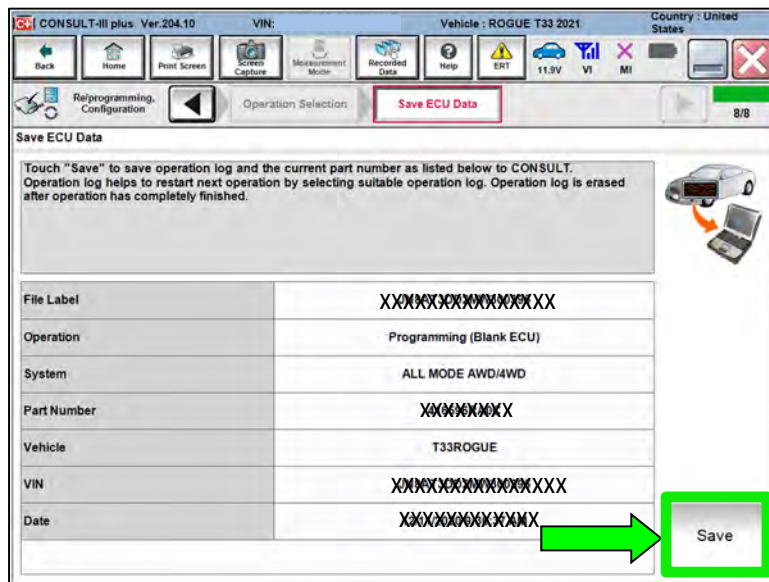 CONSULT-III plus Ver.204.10 VIN: Vehicle : ROGUE T33 2021 Country : United States
Back Home Print Screen Screen Capture Measurement Mode Recorded Data Help ERT 11.9V VI MI
Re/programming, Configuration Operation Selection Save ECU Data 8/8
Save ECU Data
Touch "Save" to save operation log and the current part number as listed below to CONSULT.
Operation log helps to restart next operation by selecting suitable operation log. Operation log is erased
after operation has completely finished.
File Label XXXXXXXXXXXXXXXXX
Operation Programming (Blank ECU)
System ALL MODE AWD/4WD
Part Number XXXXXXXXX
Vehicle T33ROGUE
VIN XXXXXXXXXXXXXXXXX
Date XXXXXXXXXXXXX
Save